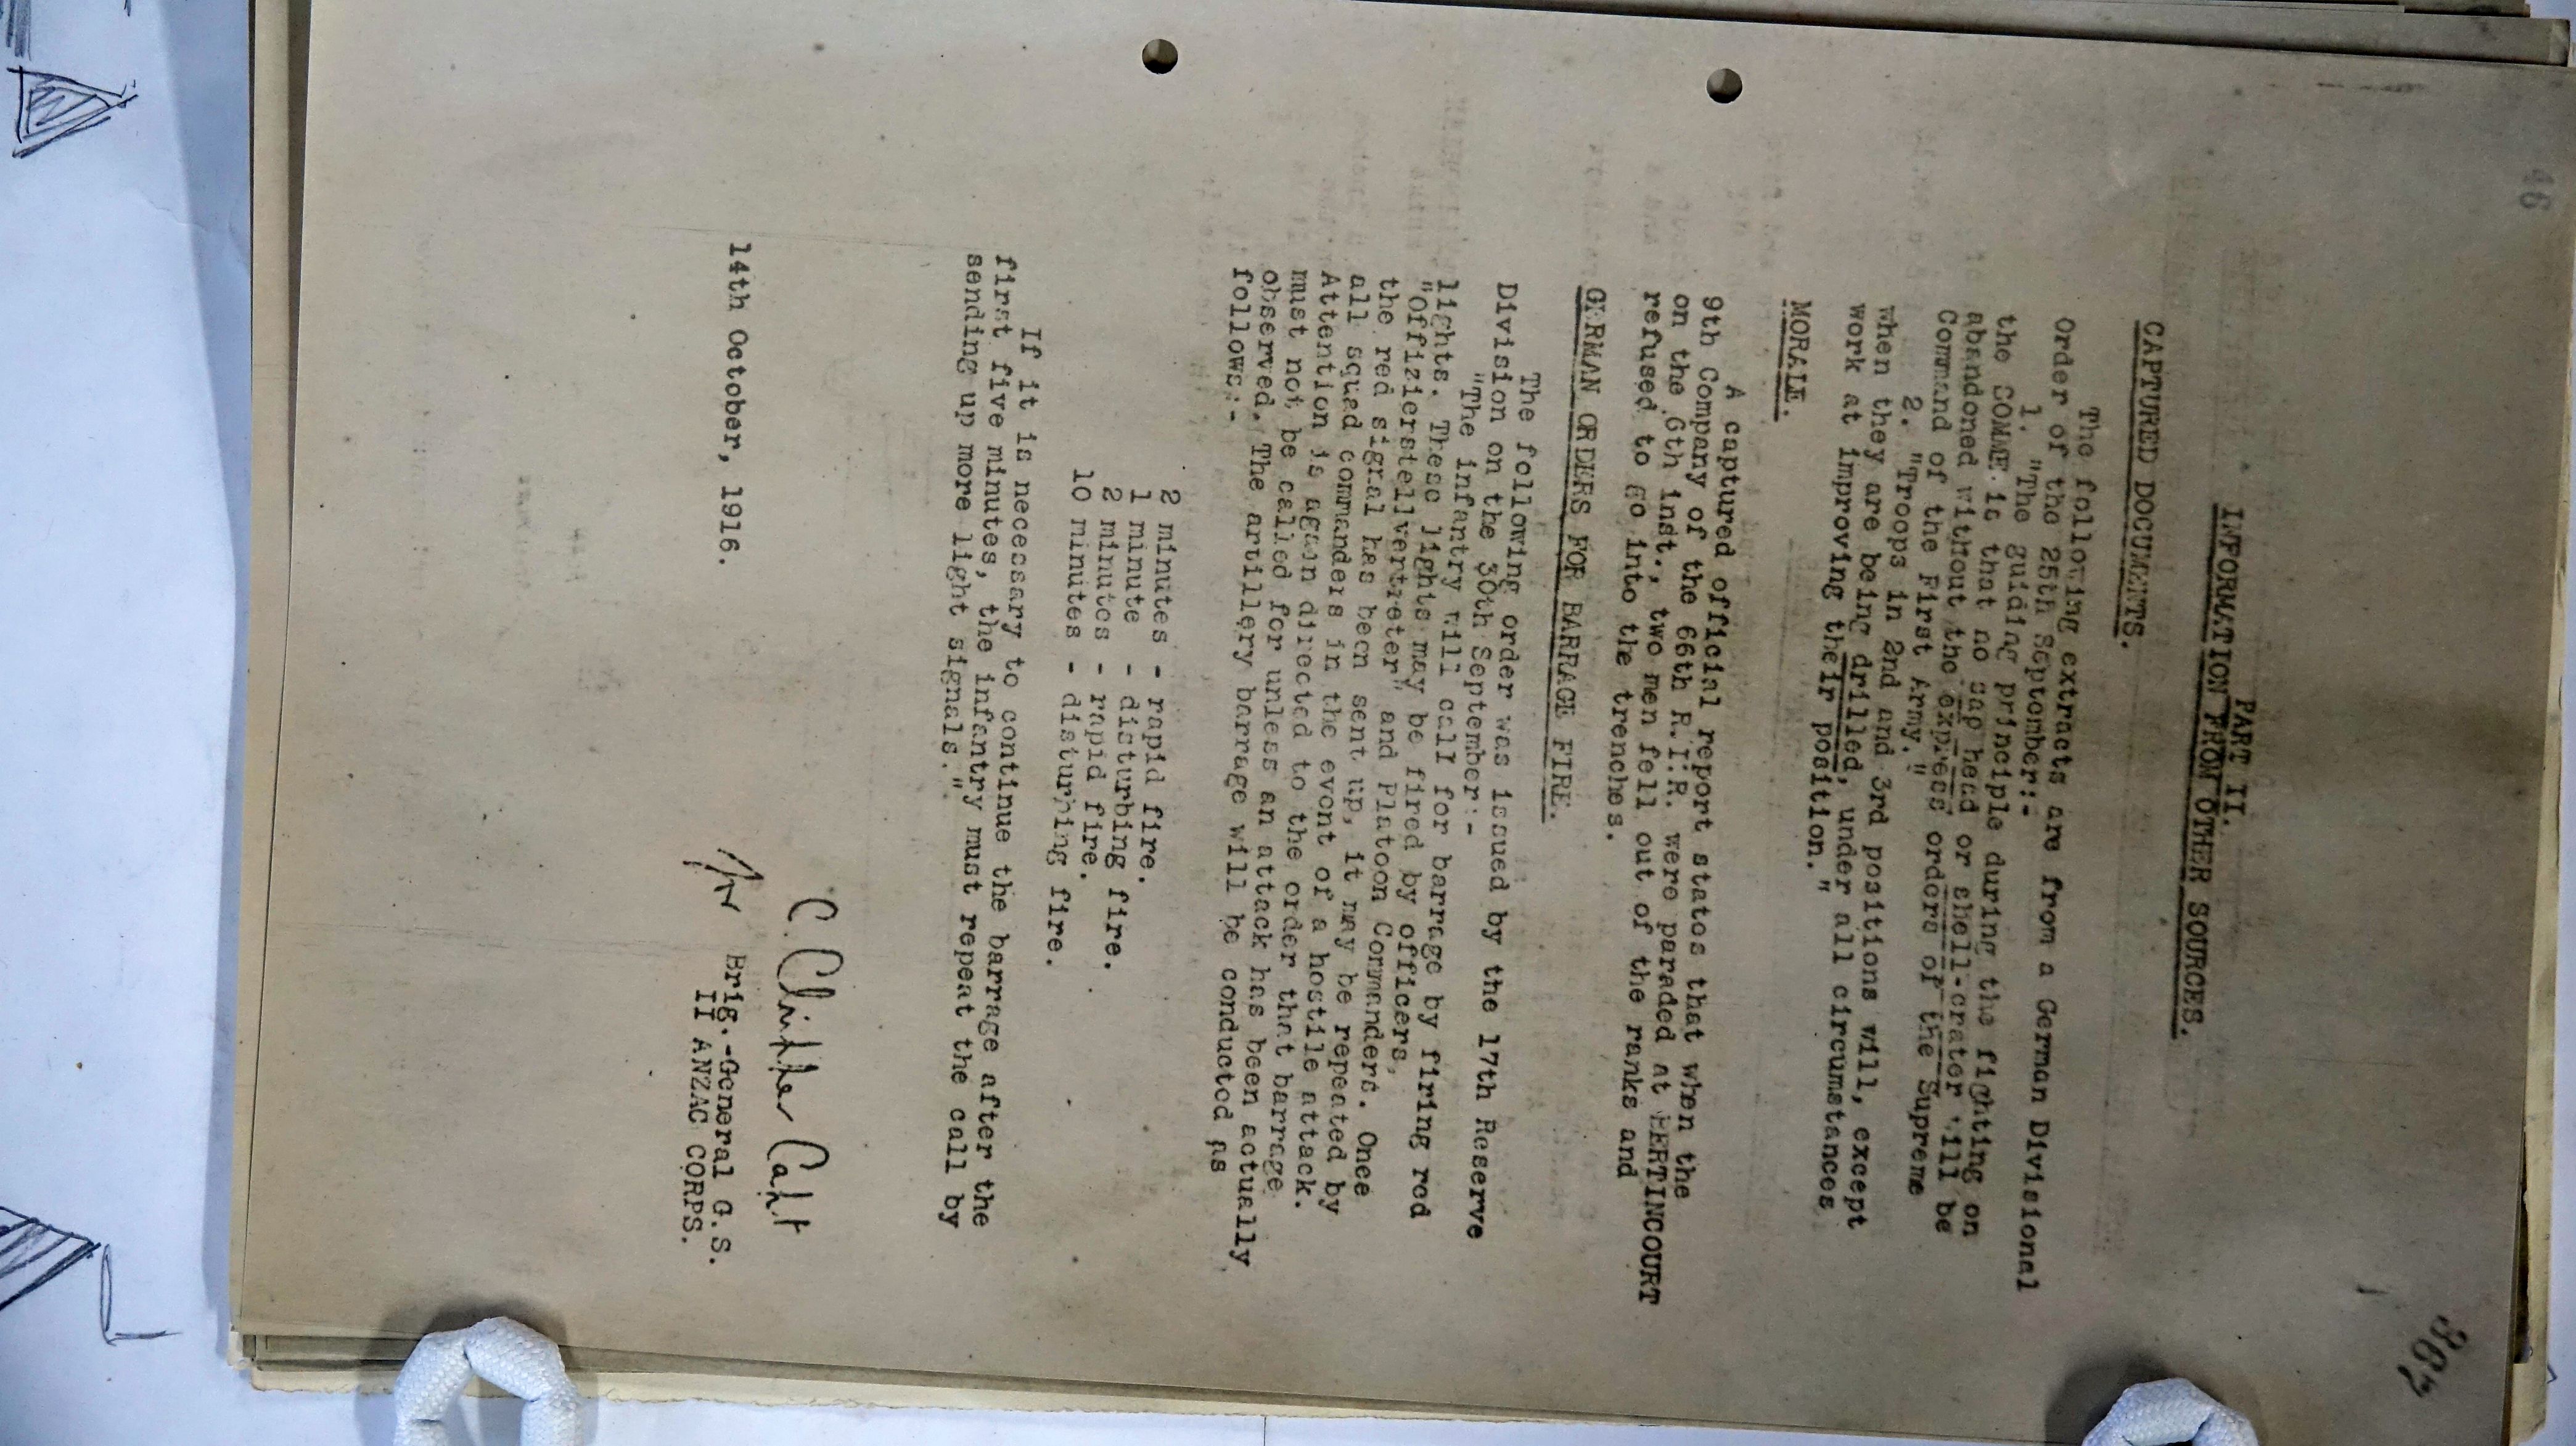 46
382
PART II.
INFORMATION FROM OTHER SOURCES.
CAPTURED DOCUMENTS.
The following extracts are from a German Divisional
Order of the 25th September:-
1. "The guiding principle during the fighting on
the SOMME is that no sap head or shell-crater will be
abandoned without the express orders of the Supreme
Command of the First Army."
2. "Troops in 2nd and 3rd positions will, except
when they are being drilled, under all circumstances
work at improving their position."
MORALE.
A captured official report states that when the
9th Company of the 66th R.I.R. were paraded at BERTINCOURT
on the 6th inst., two men fell out of the ranks and
refused to go into the trenches.
GERMAN ORDERS FOR BARRAGE FIRE.
The following order was issued by the 17th Reserve
Division on the 30th September:-
"The infantry will call for barrage by firing red
lights. These lights may be fired by officers,
"Offizierstellvertreter" and Platoon Commanders. Once
the red signal has been sent up, it may be repeated by
all squad commanders in the event of a hostile attack.
Attention is again directed to the order that barrage
must not be called for unless an attack has been actually
observed. The artillery barrage will be conducted as
follows:-
2 minutes - rapid fire.
1 minute - disturbing fire.
2 minutes - rapid fire.
10 minutes - disturbing fire.
If it is necessary to continue the barrage after the
first five minutes, the infantry must repeat the call by
sending up more light signals."
C. Capt
14th October, 1916.
Brig.-General G.S.
II ANZAC CORPS.